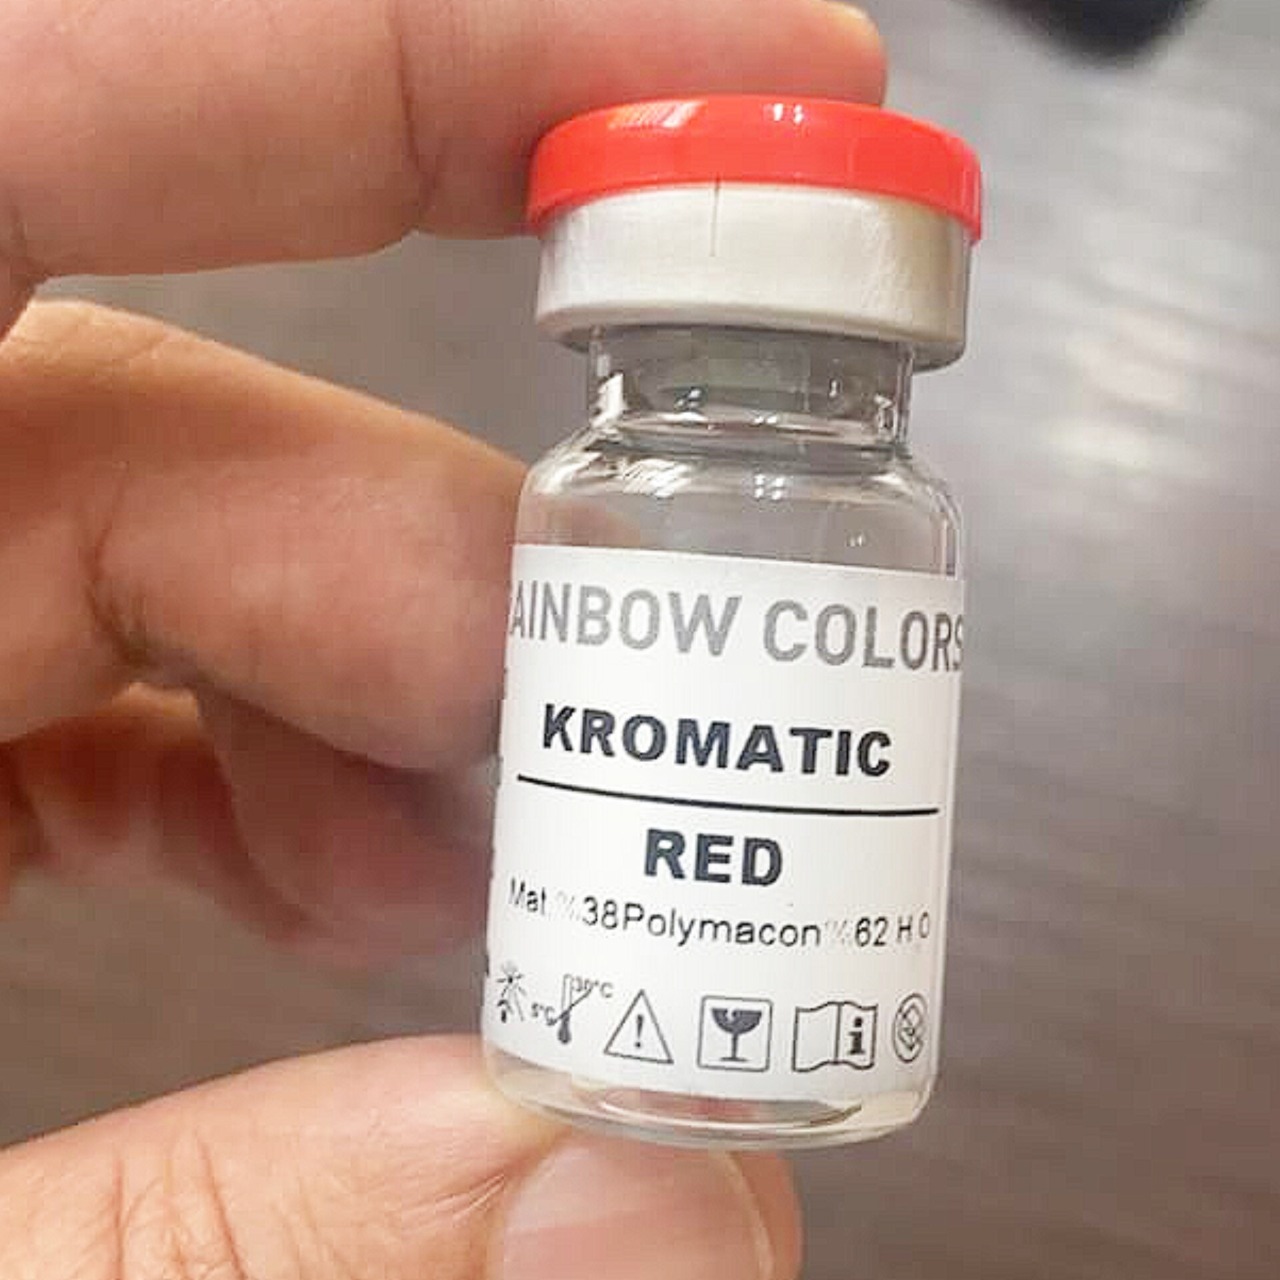 AINBOW COLORS
KROMATIC
RED
Mat.%38Polymacon%62 H O
5°C 30°C